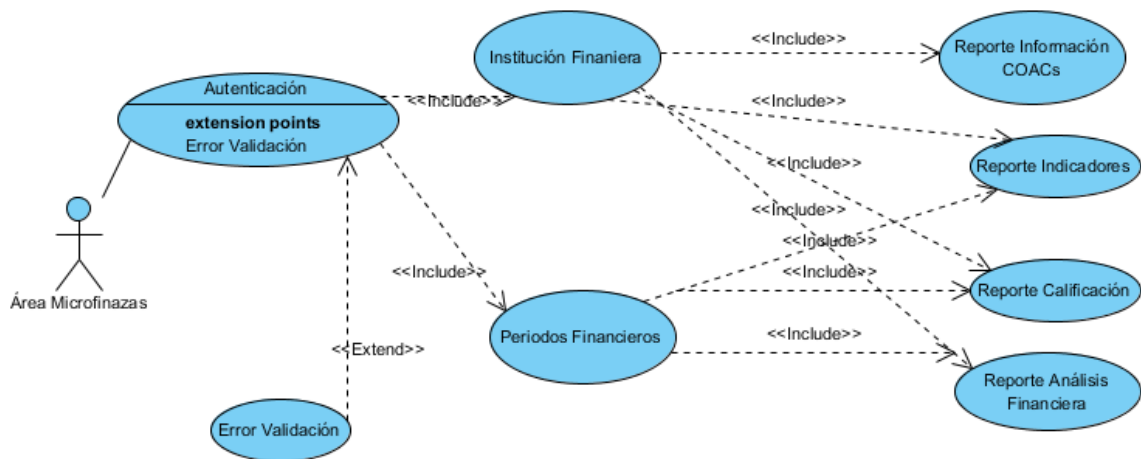 Autenticación
extension points
Error Validación
Área Microfinazas
Error Validación
<<Extend>>
<<Include>>
<<Include>>
Institución Finaniera
Periodos Financieros
<<Include>>
<<Include>>
<<Include>>
<<Include>>
<<Include>>
<<Include>>
<<Include>>
Reporte Información
COACs
Reporte Indicadores
Reporte Calificación
Reporte Análisis
Financiera